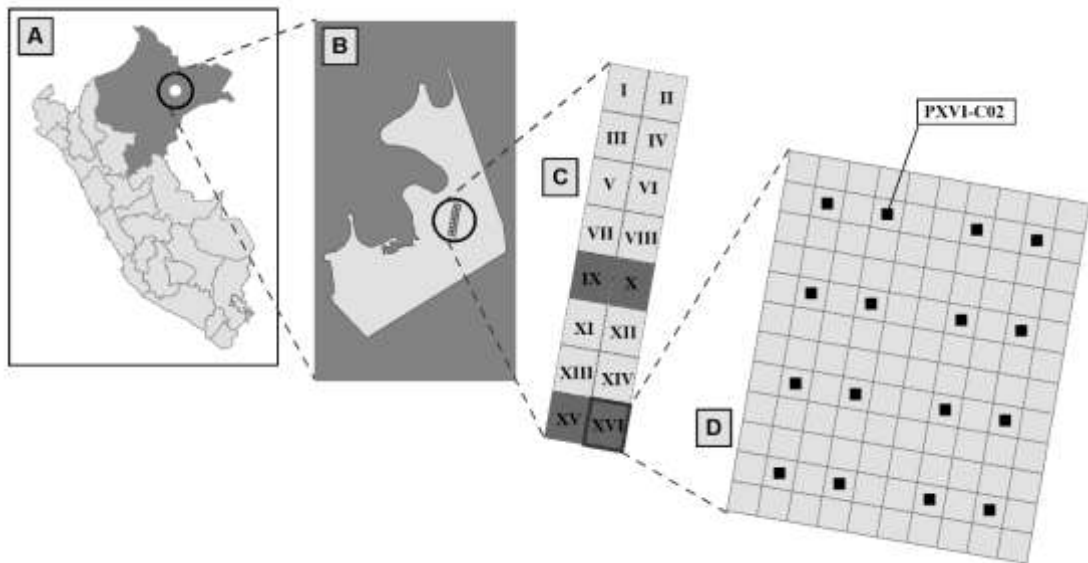 A
B
PXVI-C02
I II
III IV
C
V VI
VII VIII
IX X
XI XII
XIII XIV
XV XVI
D